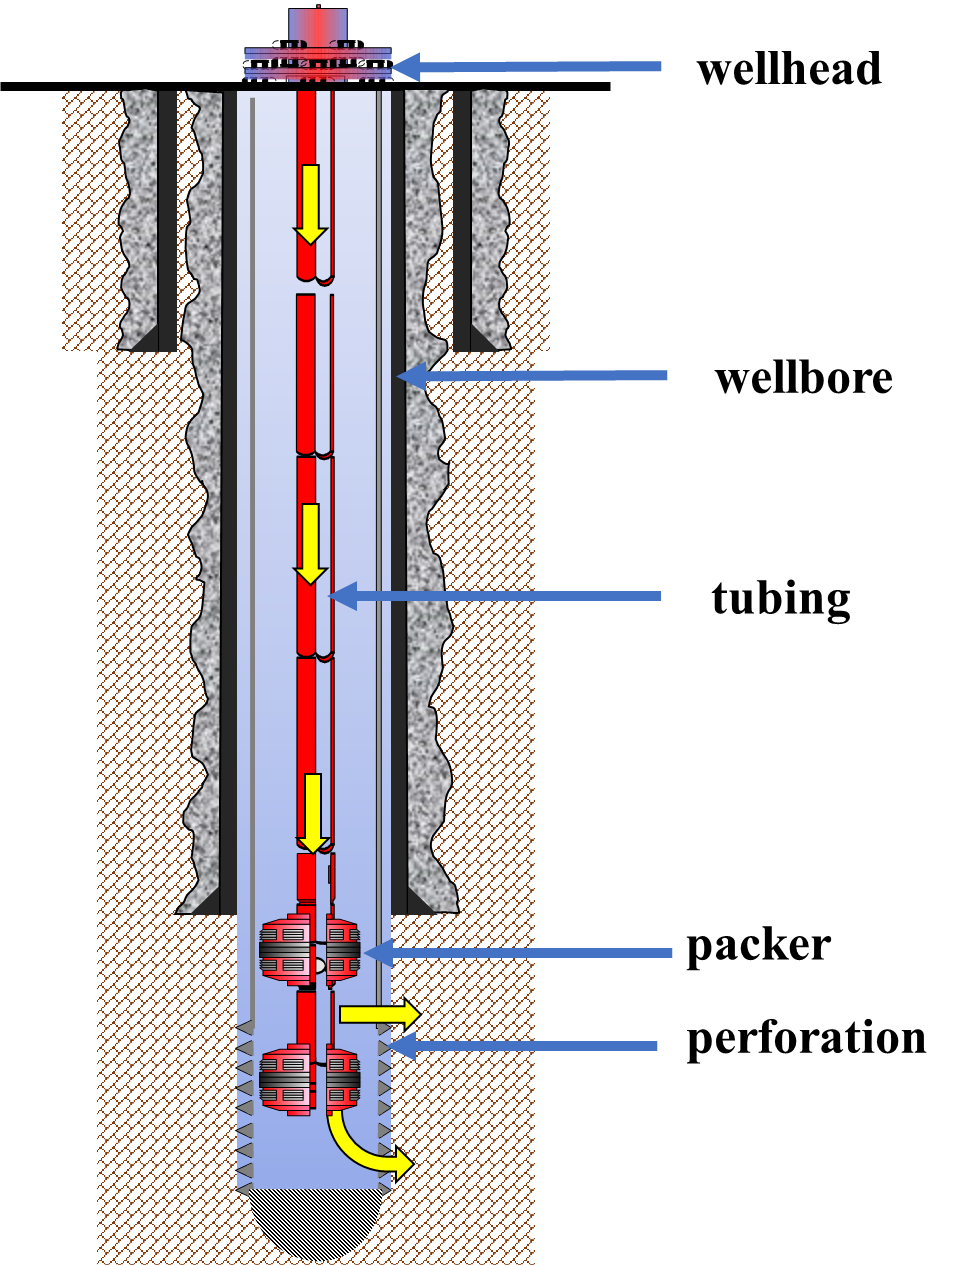 wellhead
wellbore
tubing
packer
perforation